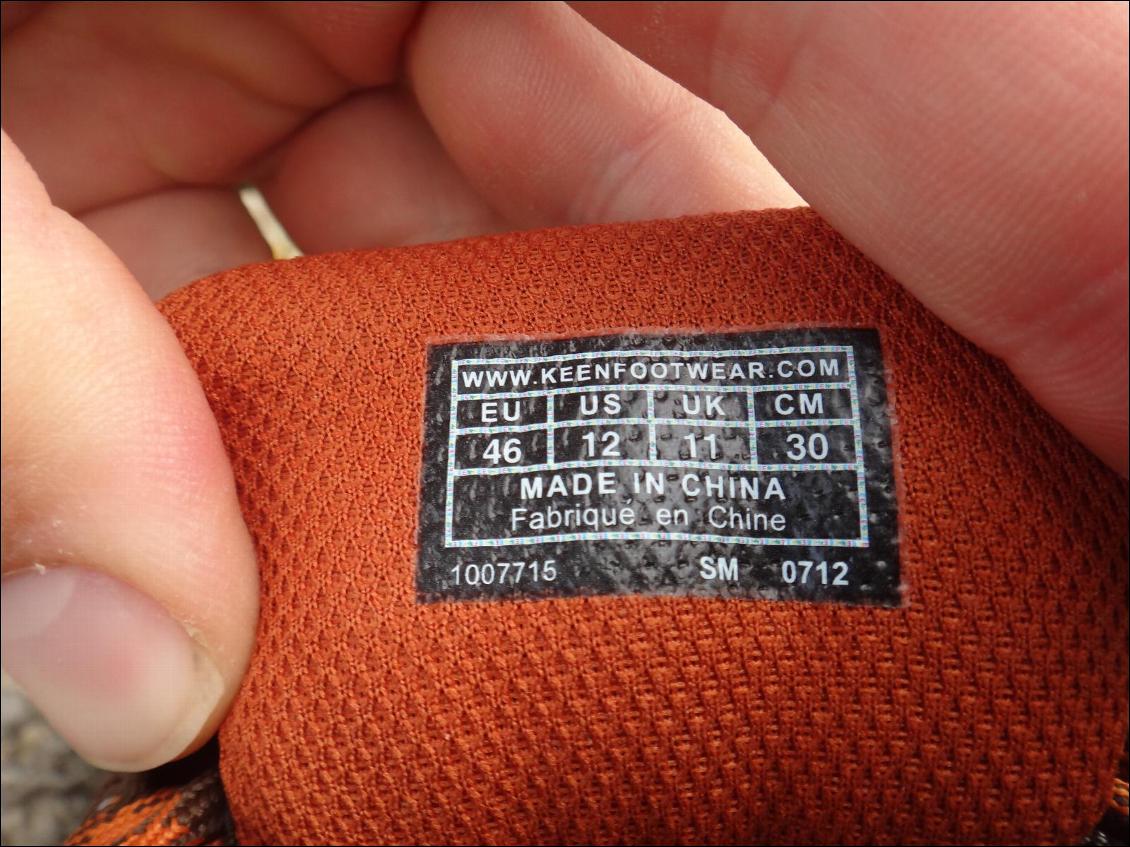 WWW.KEENFOOTWEAR.COM
EU US UK CM
46 12 11 30
MADE IN CHINA
Fabriqué en Chine
1007715 SM 0712